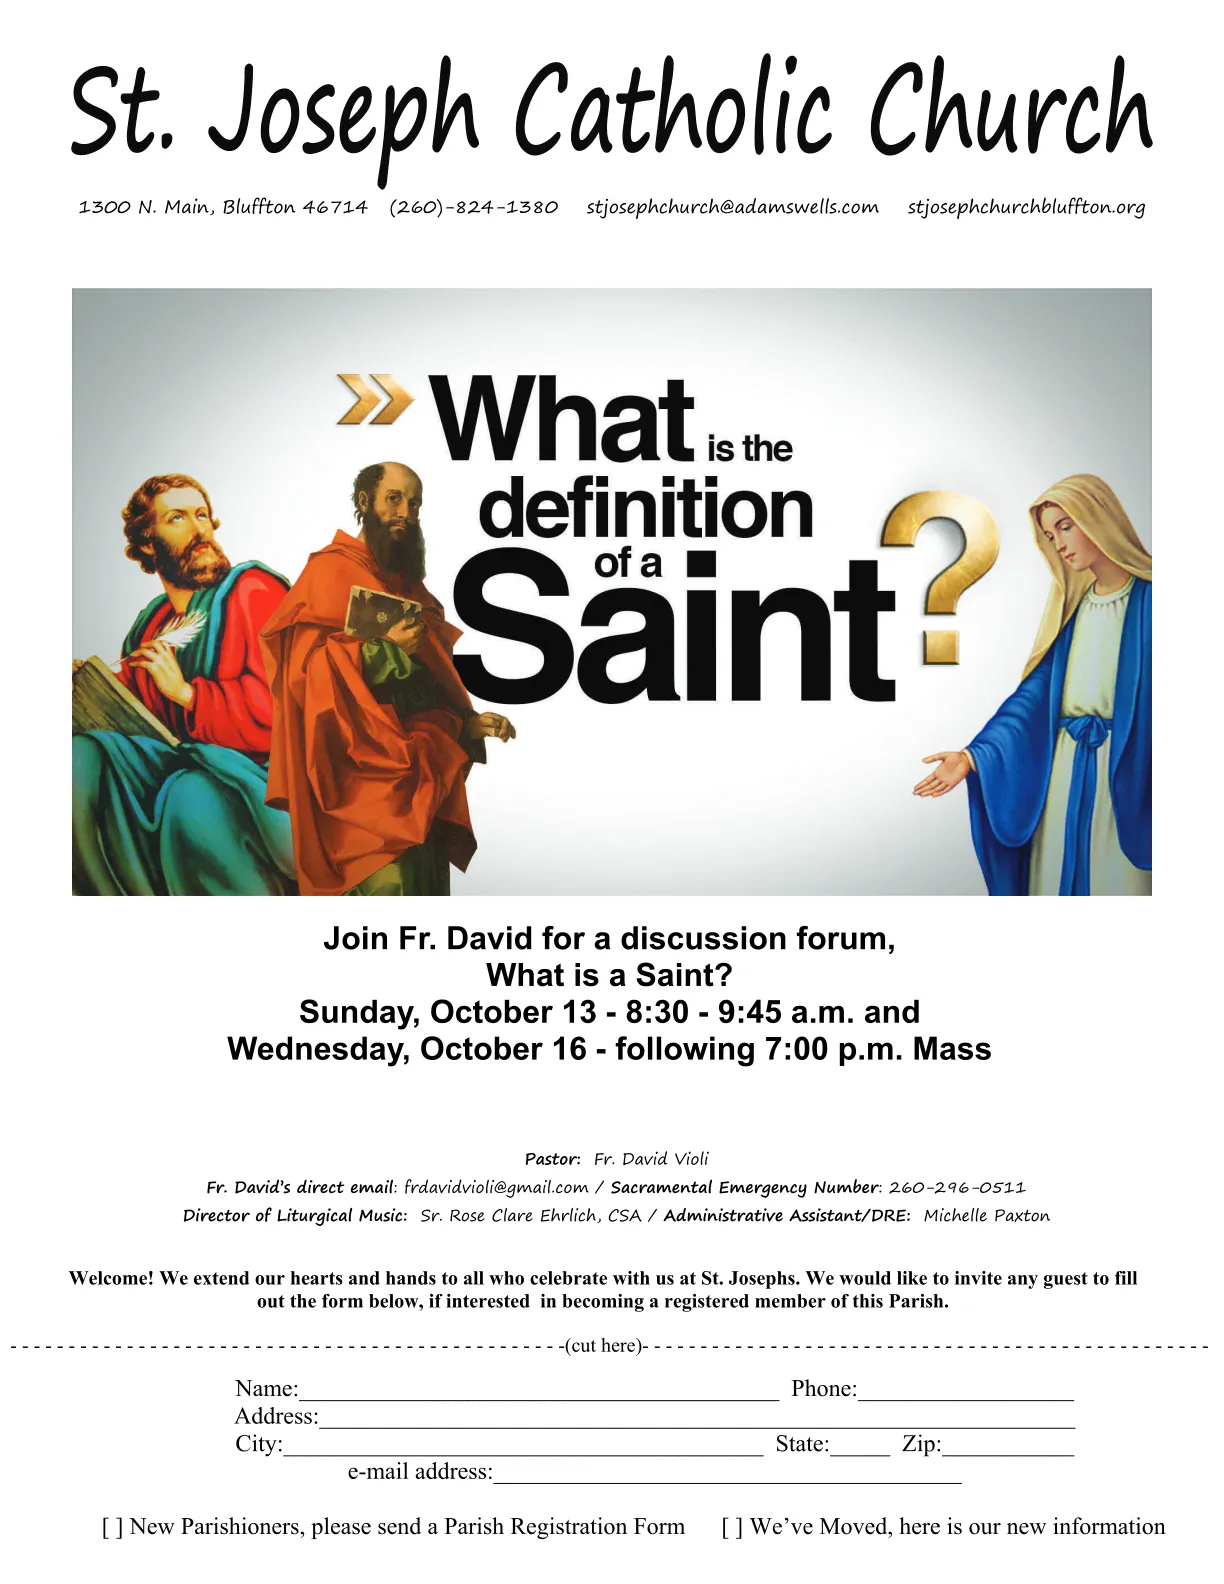 St. Joseph Catholic Church
1300 N. Main, Bluffton 46714 (260)-824-1380 stjosephchurch@adamswells.com stjosephchurchbluffton.org
» What is the
definition
of a
Saint?
Join Fr. David for a discussion forum,
What is a Saint?
Sunday, October 13 - 8:30 - 9:45 a.m. and
Wednesday, October 16 - following 7:00 p.m. Mass
Pastor: Fr. David Violi
Fr. David's direct email: frdavidvioli@gmail.com / Sacramental Emergency Number: 260-296-0511
Director of Liturgical Music: Sr. Rose Clare Ehrlich, CSA / Administrative Assistant/DRE: Michelle Paxton
Welcome! We extend our hearts and hands to all who celebrate with us at St. Josephs. We would like to invite any guest to fill
out the form below, if interested in becoming a registered member of this Parish.
- - - - - - - - - - - - - - - - - - - - - - - - - - - - - - - - - - - - - - - - - - - - - - - -(cut here)- - - - - - - - - - - - - - - - - - - - - - - - - - - - - - - - - - - - - - - - - - - - - - - - -
Name:________________________________________ Phone:__________________
Address:_______________________________________________________________
City:________________________________________ State:_____ Zip:___________
e-mail address:_______________________________________
[ ] New Parishioners, please send a Parish Registration Form [ ] We've Moved, here is our new information